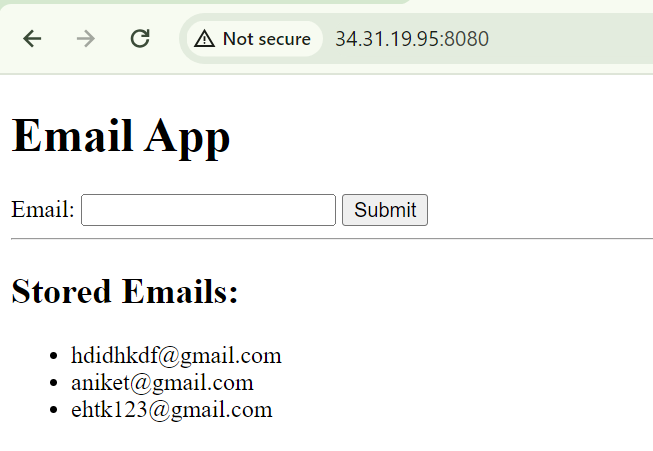 Not secure 34.31.19.95:8080
Email App
Email: Submit
Stored Emails:
hdidhkdf@gmail.com
aniket@gmail.com
ehtk123@gmail.com